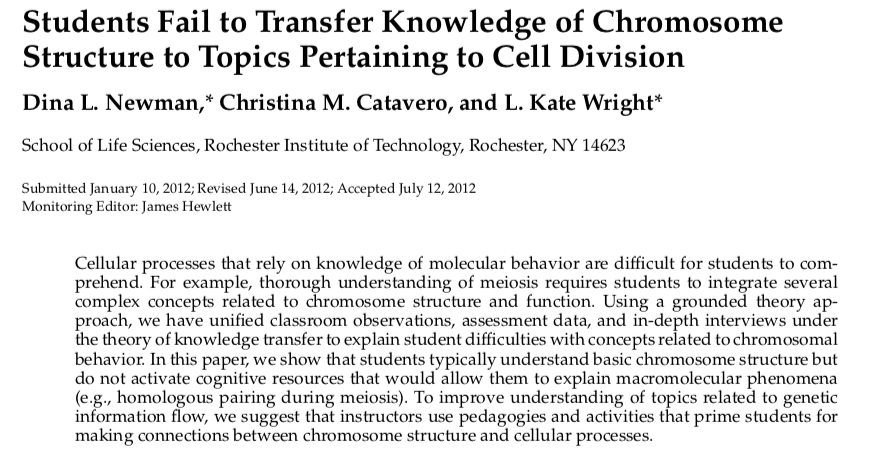 Students Fail to Transfer Knowledge of Chromosome
Structure to Topics Pertaining to Cell Division
Dina L. Newman,* Christina M. Catavero, and L. Kate Wright*
School of Life Sciences, Rochester Institute of Technology, Rochester, NY 14623
Submitted January 10, 2012; Revised June 14, 2012; Accepted July 12, 2012
Monitoring Editor: James Hewlett
Cellular processes that rely on knowledge of molecular behavior are difficult for students to com-
prehend. For example, thorough understanding of meiosis requires students to integrate several
complex concepts related to chromosome structure and function. Using a grounded theory ap-
proach, we have unified classroom observations, assessment data, and in-depth interviews under
the theory of knowledge transfer to explain student difficulties with concepts related to chromosomal
behavior. In this paper, we show that students typically understand basic chromosome structure but
do not activate cognitive resources that would allow them to explain macromolecular phenomena
(e.g., homologous pairing during meiosis). To improve understanding of topics related to genetic
information flow, we suggest that instructors use pedagogies and activities that prime students for
making connections between chromosome structure and cellular processes.